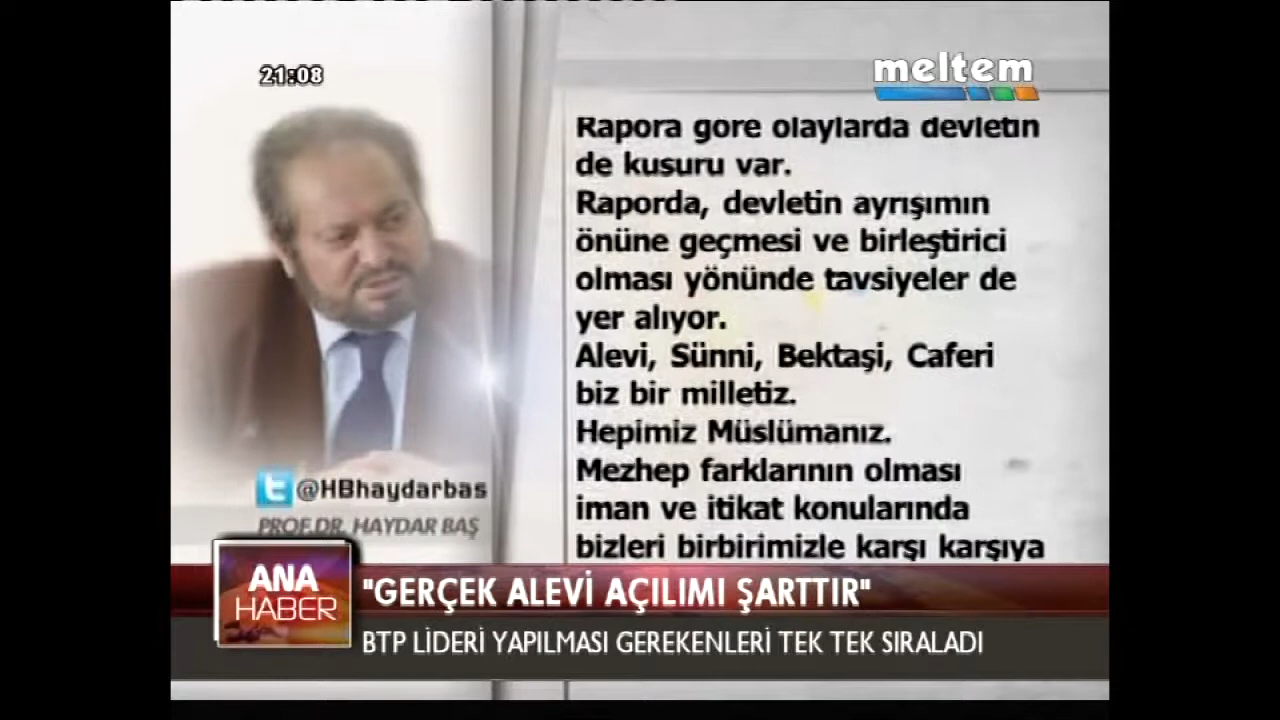 21:08
meltem
Rapora göre olaylarda devletin
de kusuru var.
Raporda, devletin ayrışımın
önüne geçmesi ve birleştirici
olması yönünde tavsiyeler de
yer alıyor.
Alevi, Sünni, Bektaşi, Caferi
biz bir milletiz.
Hepimiz Müslümanız.
Mezhep farklarının olması
iman ve itikat konularında
bizleri birbirimizle karşı karşıya
@HBhaydarbas
PROF.DR. HAYDAR BAŞ
ANA
HABER
"GERÇEK ALEVİ AÇILIMI ŞARTTIR"
BTP LİDERİ YAPILMASI GEREKENLERİ TEK TEK SIRALADI